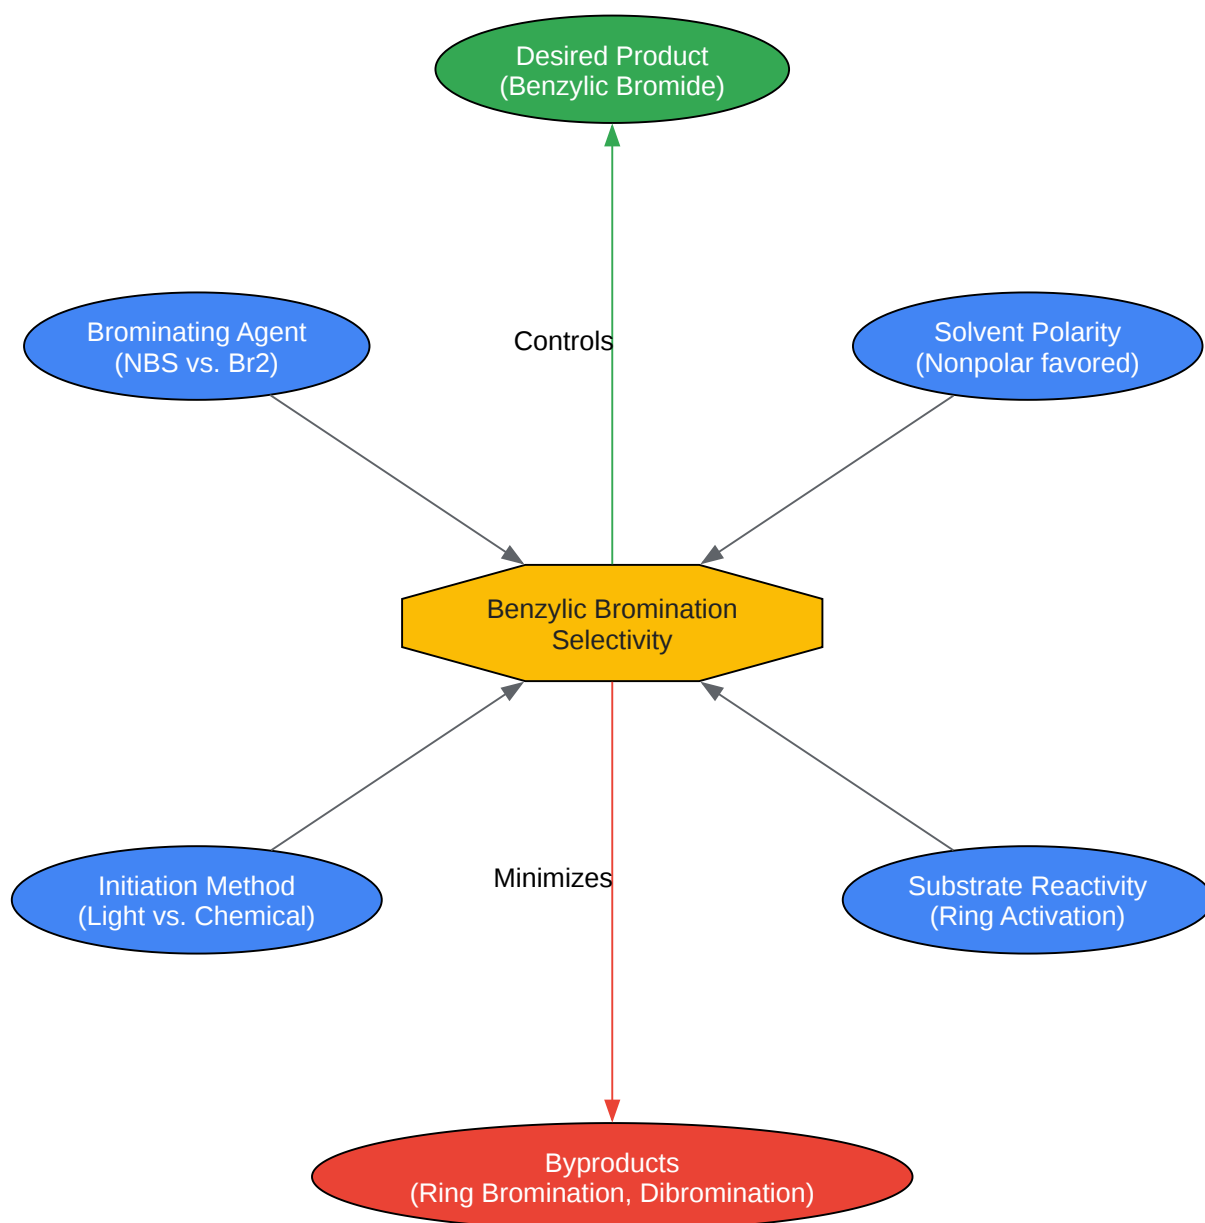 Desired Product
(Benzylic Bromide)
Controls
Brominating Agent
(NBS vs. Br2)
Solvent Polarity
(Nonpolar favored)
Benzylic Bromination
Selectivity
Minimizes
Initiation Method
(Light vs. Chemical)
Substrate Reactivity
(Ring Activation)
Byproducts
(Ring Bromination, Dibromination)